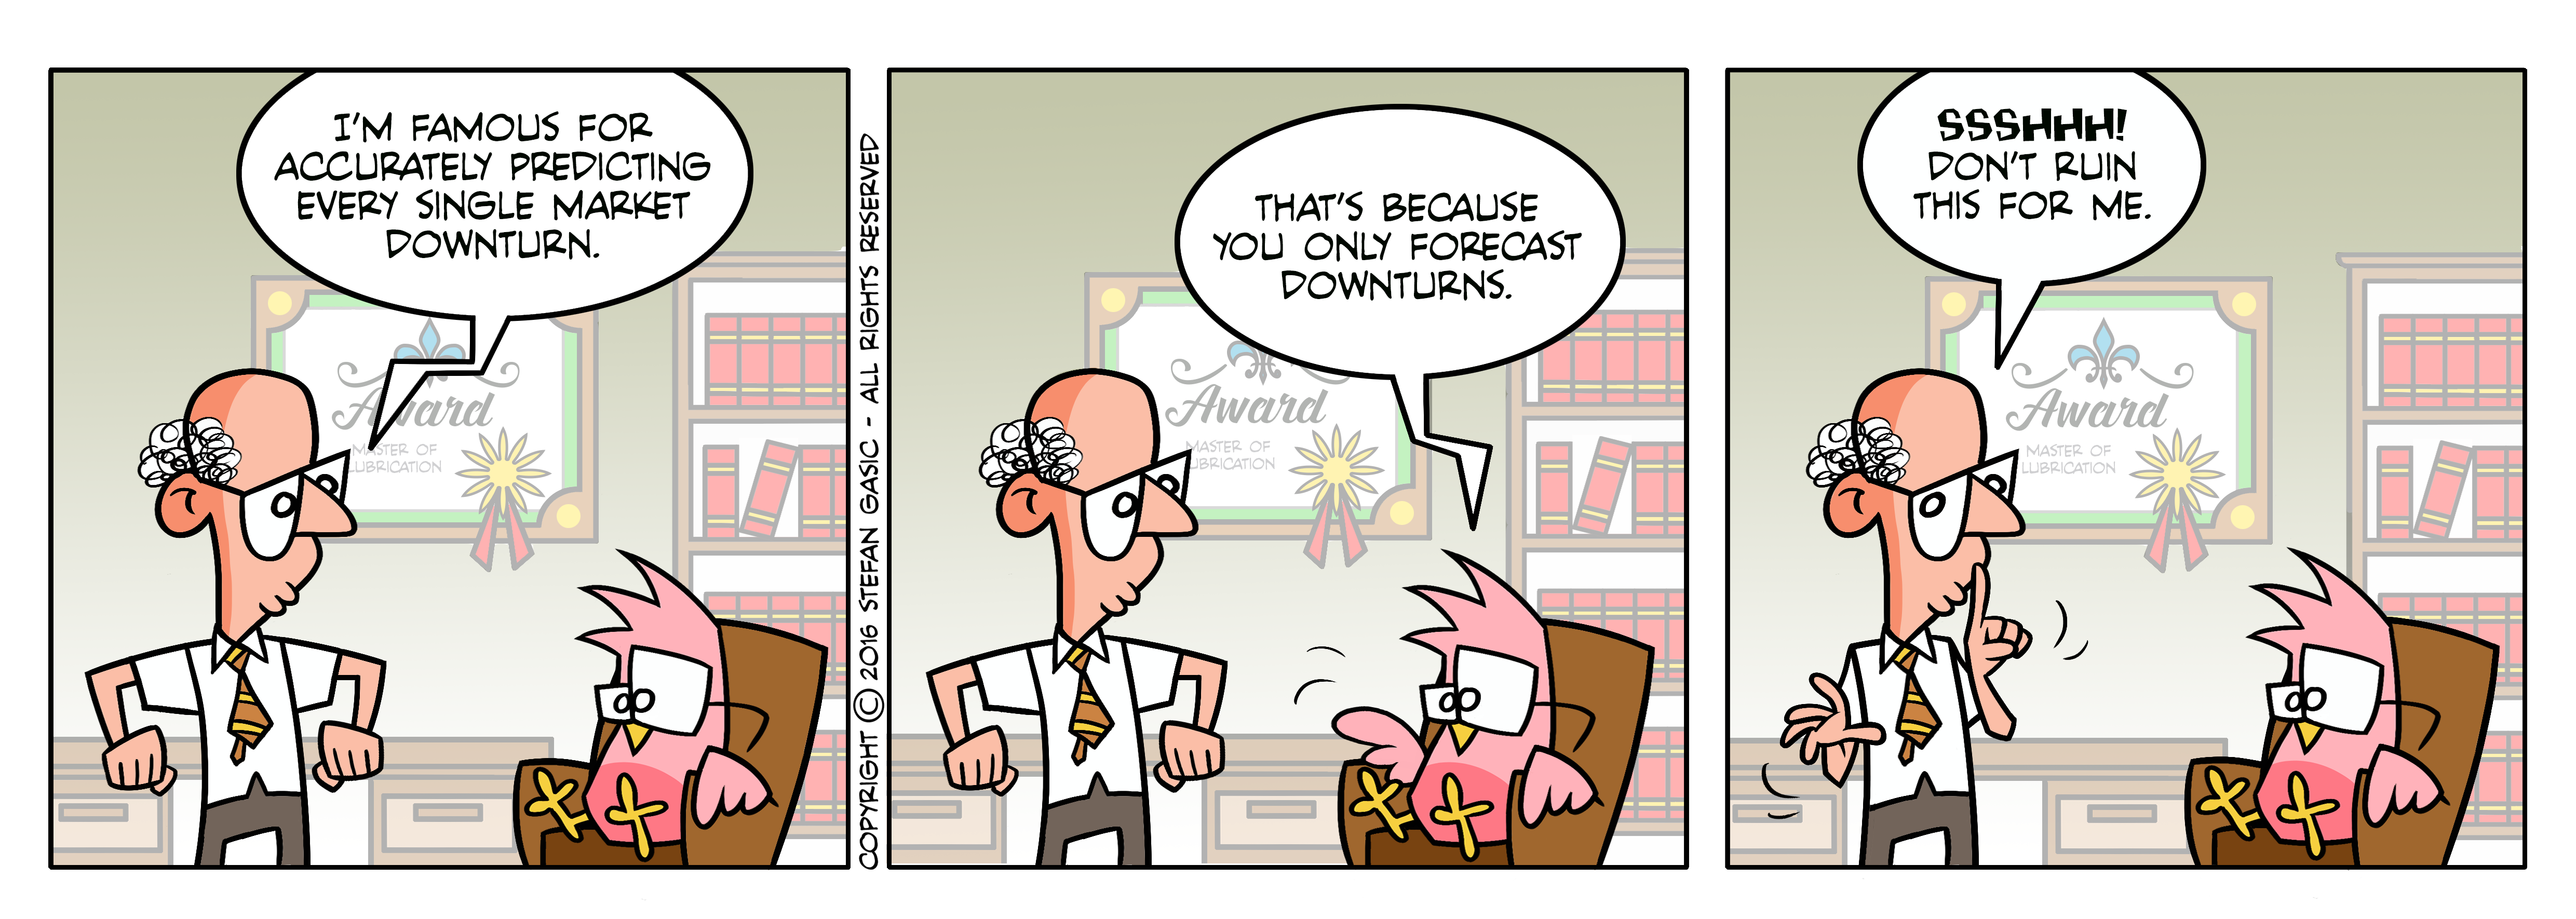 I'M FAMOUS FOR
ACCURATELY PREDICTING
EVERY SINGLE MARKET
DOWNTURN.
Award
MASTER OF
LUBRICATION
COPYRIGHT © 2016 STEFAN GASIC - ALL RIGHTS RESERVED
THAT'S BECAUSE
YOU ONLY FORECAST
DOWNTURNS.
Award
MASTER OF
UBRICATION
SSSHHH!
DON'T RUIN
THIS FOR ME.
Award
MASTER OF
LUBRICATION